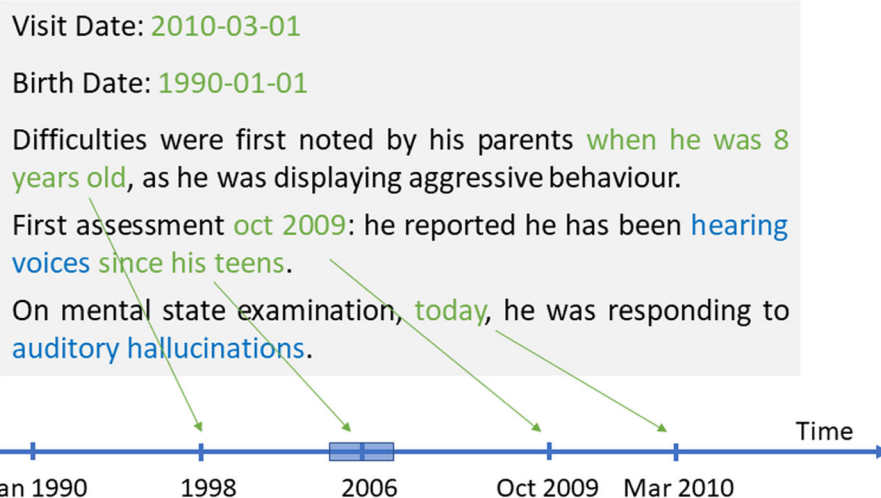 Visit Date: 2010-03-01
Birth Date: 1990-01-01
Difficulties were first noted by his parents when he was 8
years old, as he was displaying aggressive behaviour.
First assessment oct 2009: he reported he has been hearing
voices since his teens.
On mental state examination, today, he was responding to
auditory hallucinations.
Time
an 1990 1998 2006 Oct 2009 Mar 2010